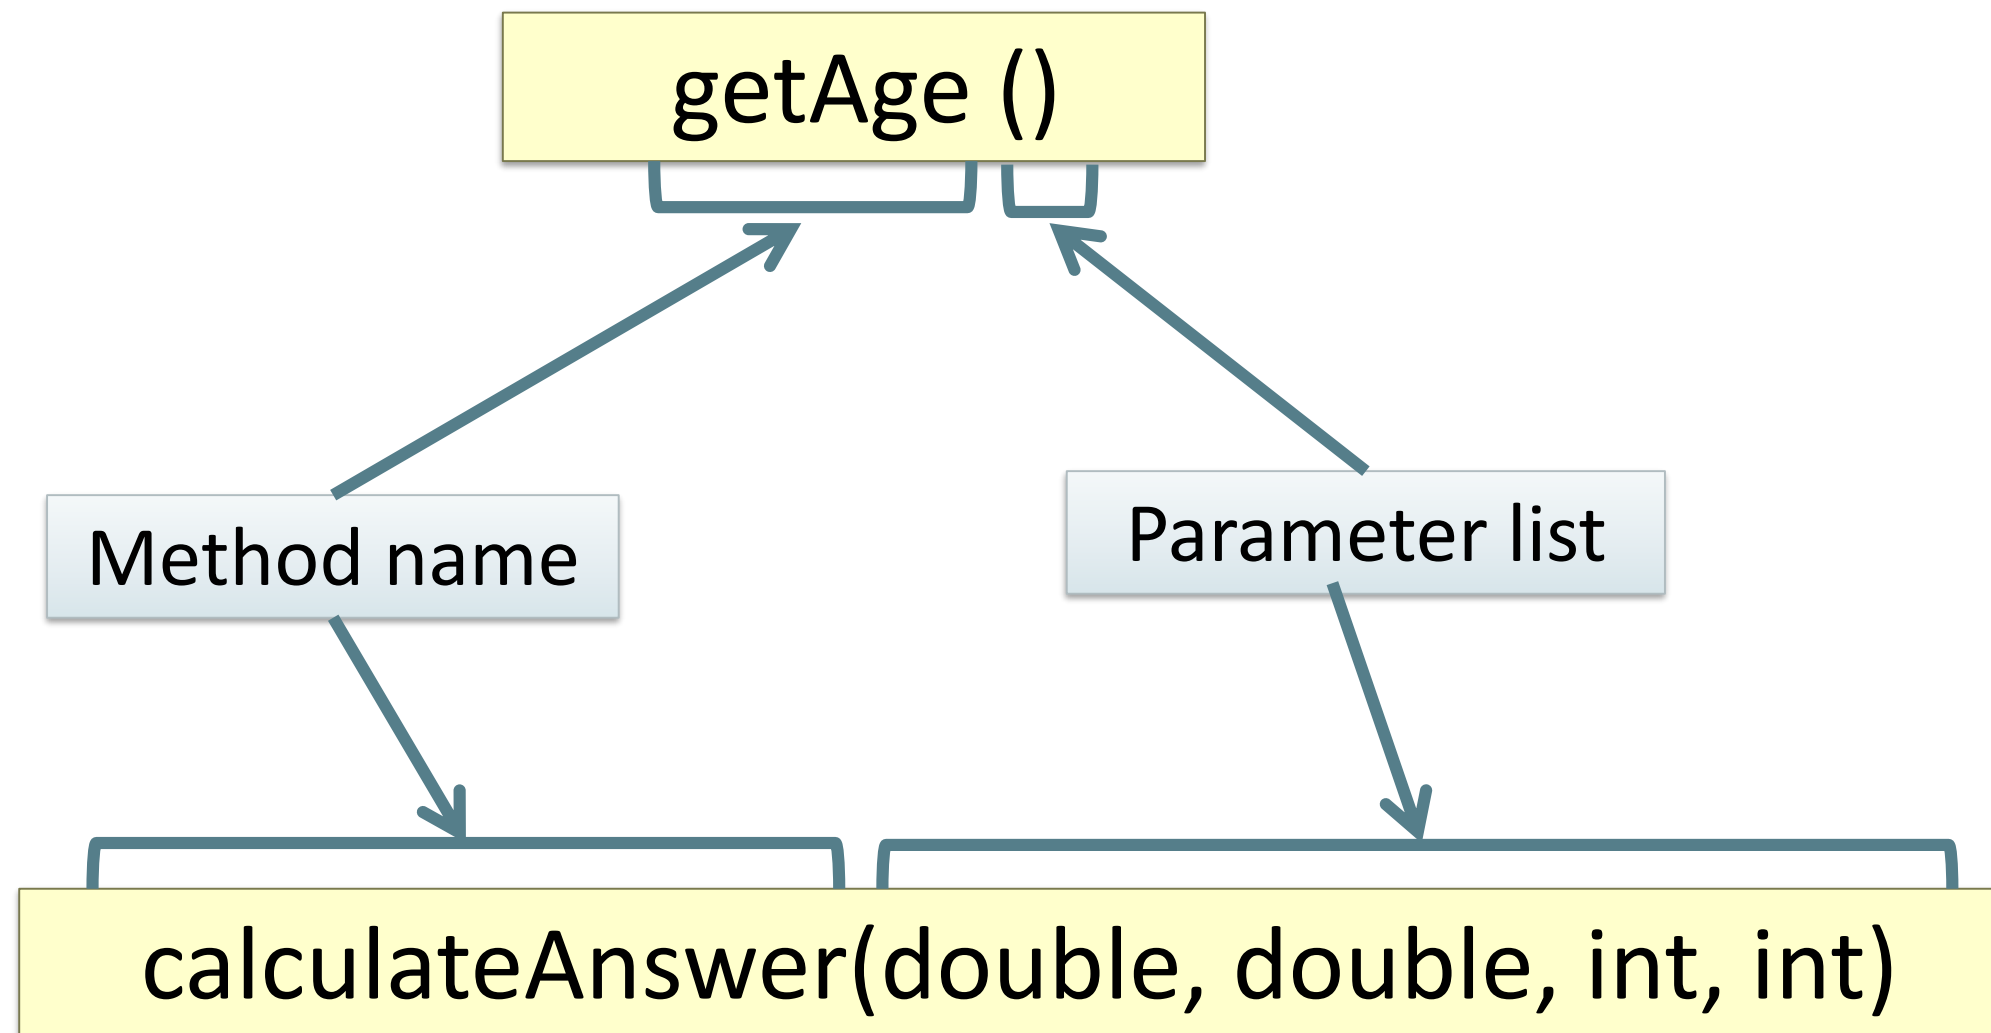 getAge ()
Method name
Parameter list
calculateAnswer(double, double, int, int)